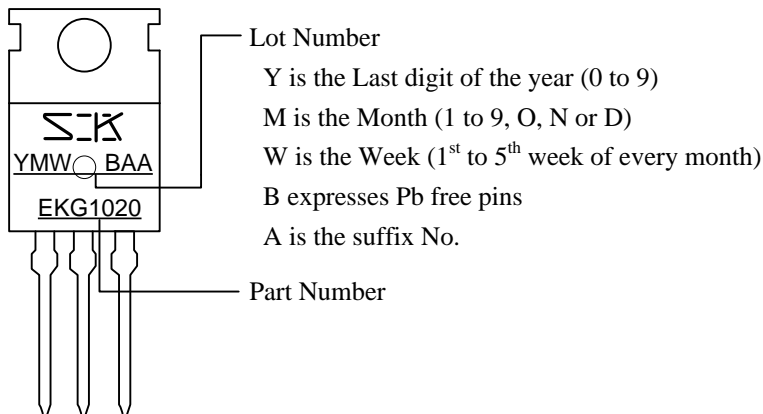 Lot Number
Y is the Last digit of the year (0 to 9)
M is the Month (1 to 9, O, N or D)
W is the Week (1st to 5th week of every month)
B expresses Pb free pins
A is the suffix No.
SK
YMW BAA
EKG1020
Part Number